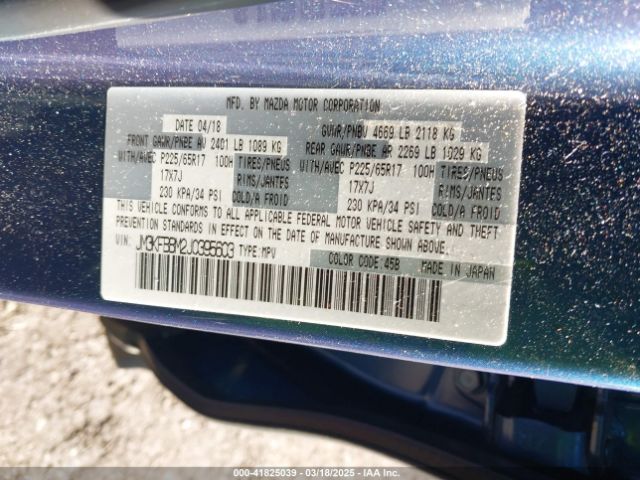 MFD. BY MAZDA MOTOR CORPORATION
DATE 04/18 GVWR/PNBV 4669 LB 2118 KG
FRONT GAWR/PNBE AV 2401 LB 1089 KG REAR GAWR/PNBE AR 2269 LB 1029 KG
WITH/AVEC P225/65R17 100H TIRES/PNEUS WITH/AVEC P225/65R17 100H TIRES/PNEUS
17X7J RIMS/JANTES 17X7J RIMS/JANTES
230 KPA/34 PSI COLD/A FROID 230 KPA/34 PSI COLD/A FROID
THIS VEHICLE CONFORMS TO ALL APPLICABLE FEDERAL MOTOR VEHICLE SAFETY AND THEFT
PREVENTION STANDARDS IN EFFECT ON THE DATE OF MANUFACTURE SHOWN ABOVE.
VIN: JM3KFBBM2J0395603 TYPE: MPV
COLOR CODE: 45B MADE IN JAPAN
000-41825039 | 03/18/2025 | IAA Inc.